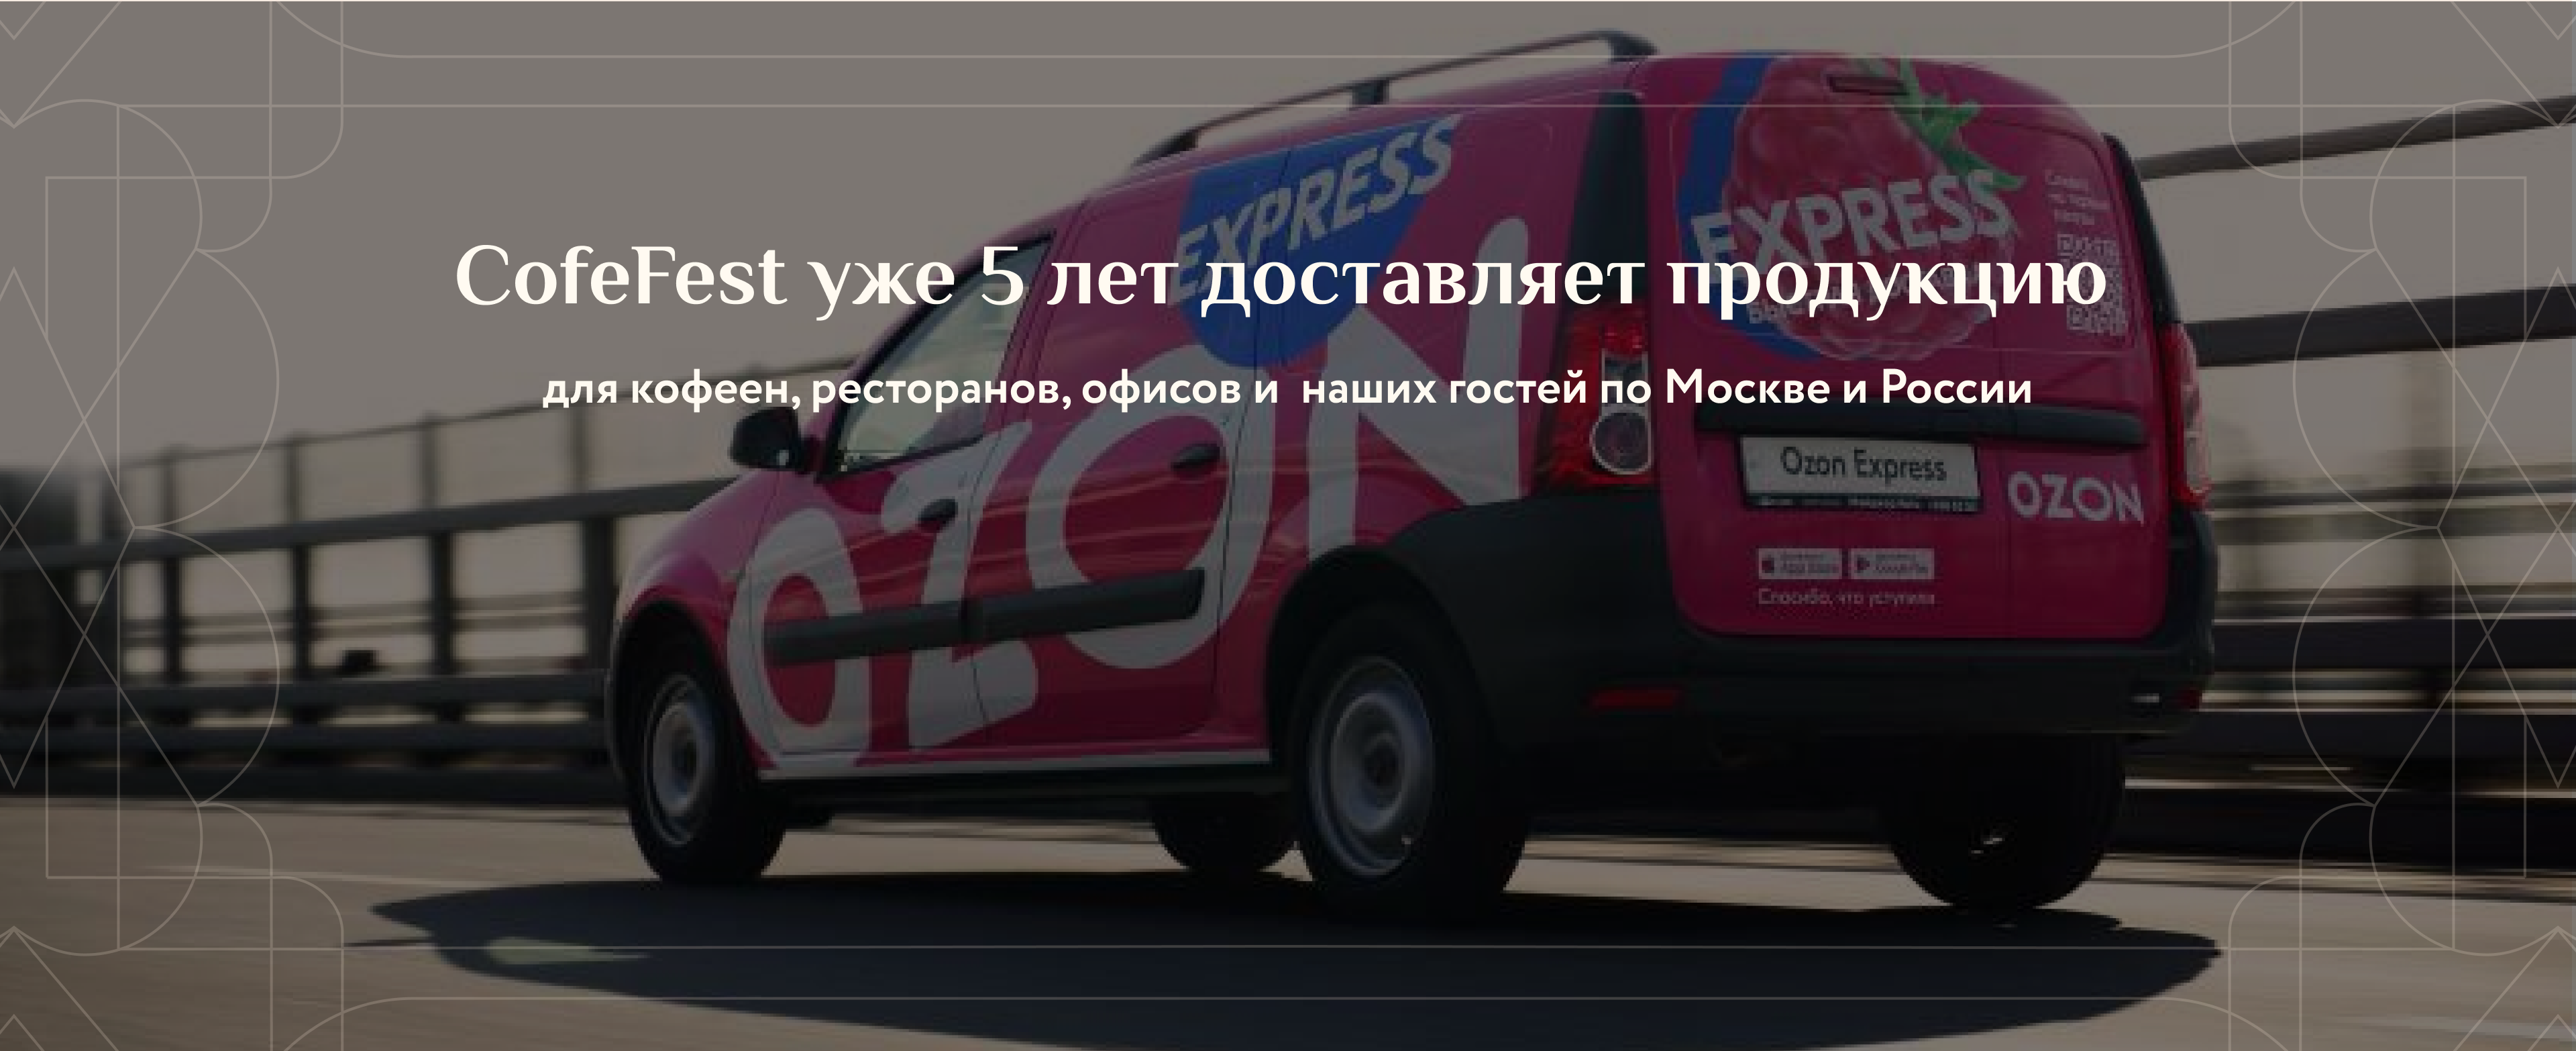 EXPRESS
EXPRESS
CofeFest уже 5 лет доставляет продукцию
для кофеен, ресторанов, офисов и  наших гостей по Москве и России
OZON
Ozon Express
OZON
App Store
Google Play
Спасибо, что уступили